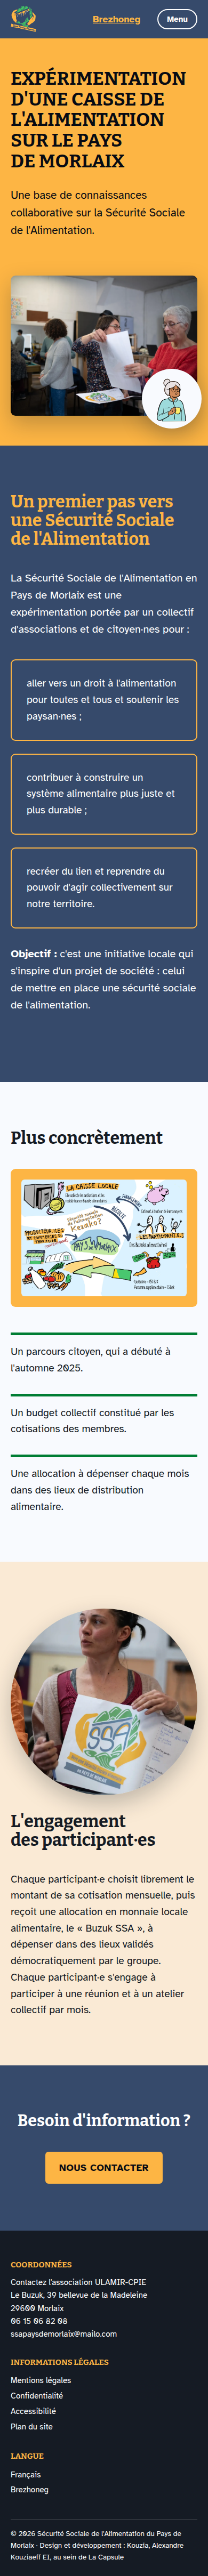 Brezhoneg
Menu
EXPÉRIMENTATION
D'UNE CAISSE DE
L'ALIMENTATION
SUR LE PAYS
DE MORLAIX
Une base de connaissances
collaborative sur la Sécurité Sociale
de l'Alimentation.
Un premier pas vers
une Sécurité Sociale
de l'Alimentation
La Sécurité Sociale de l'Alimentation en
Pays de Morlaix est une
expérimentation portée par un collectif
d'associations et de citoyen·nes pour :
aller vers un droit à l'alimentation
pour toutes et tous et soutenir les
paysan·nes ;
contribuer à construire un
système alimentaire plus juste et
plus durable ;
recréer du lien et reprendre du
pouvoir d'agir collectivement sur
notre territoire.
Objectif : c'est une initiative locale qui
s'inspire d'un projet de société : celui
de mettre en place une sécurité sociale
de l'alimentation.
Plus concrètement
LA CAISSE LOCALE
FINANCEMENT
PRODUCTEUR·ICES
ET COMMERCES DU
TERRITOIRE
Kesako?
PAYS de MORLAIX
LES PARTICIPANT·ES
Un parcours citoyen, qui a débuté à
l'automne 2025.
Un budget collectif constitué par les
cotisations des membres.
Une allocation à dépenser chaque mois
dans des lieux de distribution
alimentaire.
SSA
L'engagement
des participant·es
Chaque participant·e choisit librement le
montant de sa cotisation mensuelle, puis
reçoit une allocation en monnaie locale
alimentaire, le « Buzuk SSA », à
dépenser dans des lieux validés
démocratiquement par le groupe.
Chaque participant·e s'engage à
participer à une réunion et à un atelier
collectif par mois.
Besoin d'information ?
NOUS CONTACTER
COORDONNÉES
Contactez l'association ULAMIR-CPIE
Le Buzuk, 39 bellevue de la Madeleine
29600 Morlaix
06 15 06 82 08
ssapaysdemorlaix@mailo.com
INFORMATIONS LÉGALES
Mentions légales
Confidentialité
Accessibilité
Plan du site
LANGUE
Français
Brezhoneg
© 2026 Sécurité Sociale de l'Alimentation du Pays de
Morlaix · Design et développement : Kouzla, Alexandre
Kouziaeff EI, au sein de La Capsule